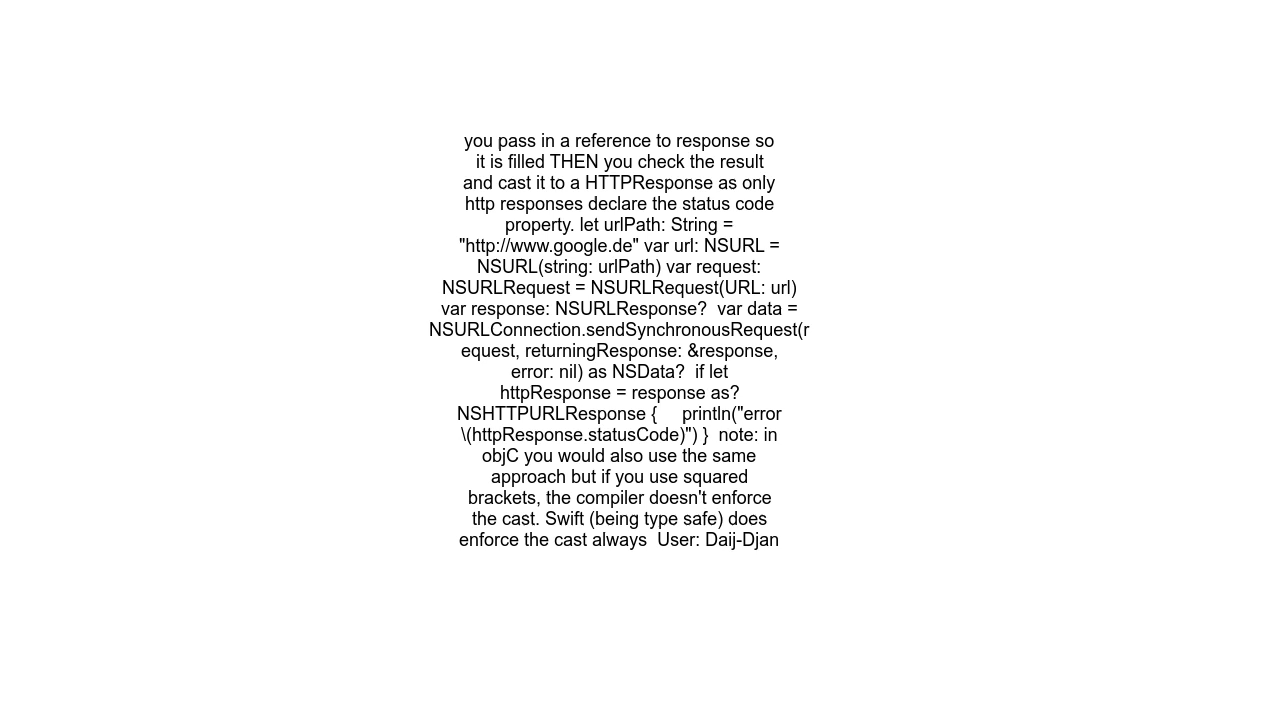 you pass in a reference to response so
it is filled THEN you check the result
and cast it to a HTTPResponse as only
http responses declare the status code
property. let urlPath: String =
"http://www.google.de" var url: NSURL =
NSURL(string: urlPath) var request:
NSURLRequest = NSURLRequest(URL: url)
var response: NSURLResponse?  var data =
NSURLConnection.sendSynchronousRequest(r
equest, returningResponse: &response,
error: nil) as NSData?  if let
httpResponse = response as?
NSHTTPURLResponse {     println("error
\(httpResponse.statusCode)") }  note: in
objC you would also use the same
approach but if you use squared
brackets, the compiler doesn't enforce
the cast. Swift (being type safe) does
enforce the cast always  User: Daij-Djan